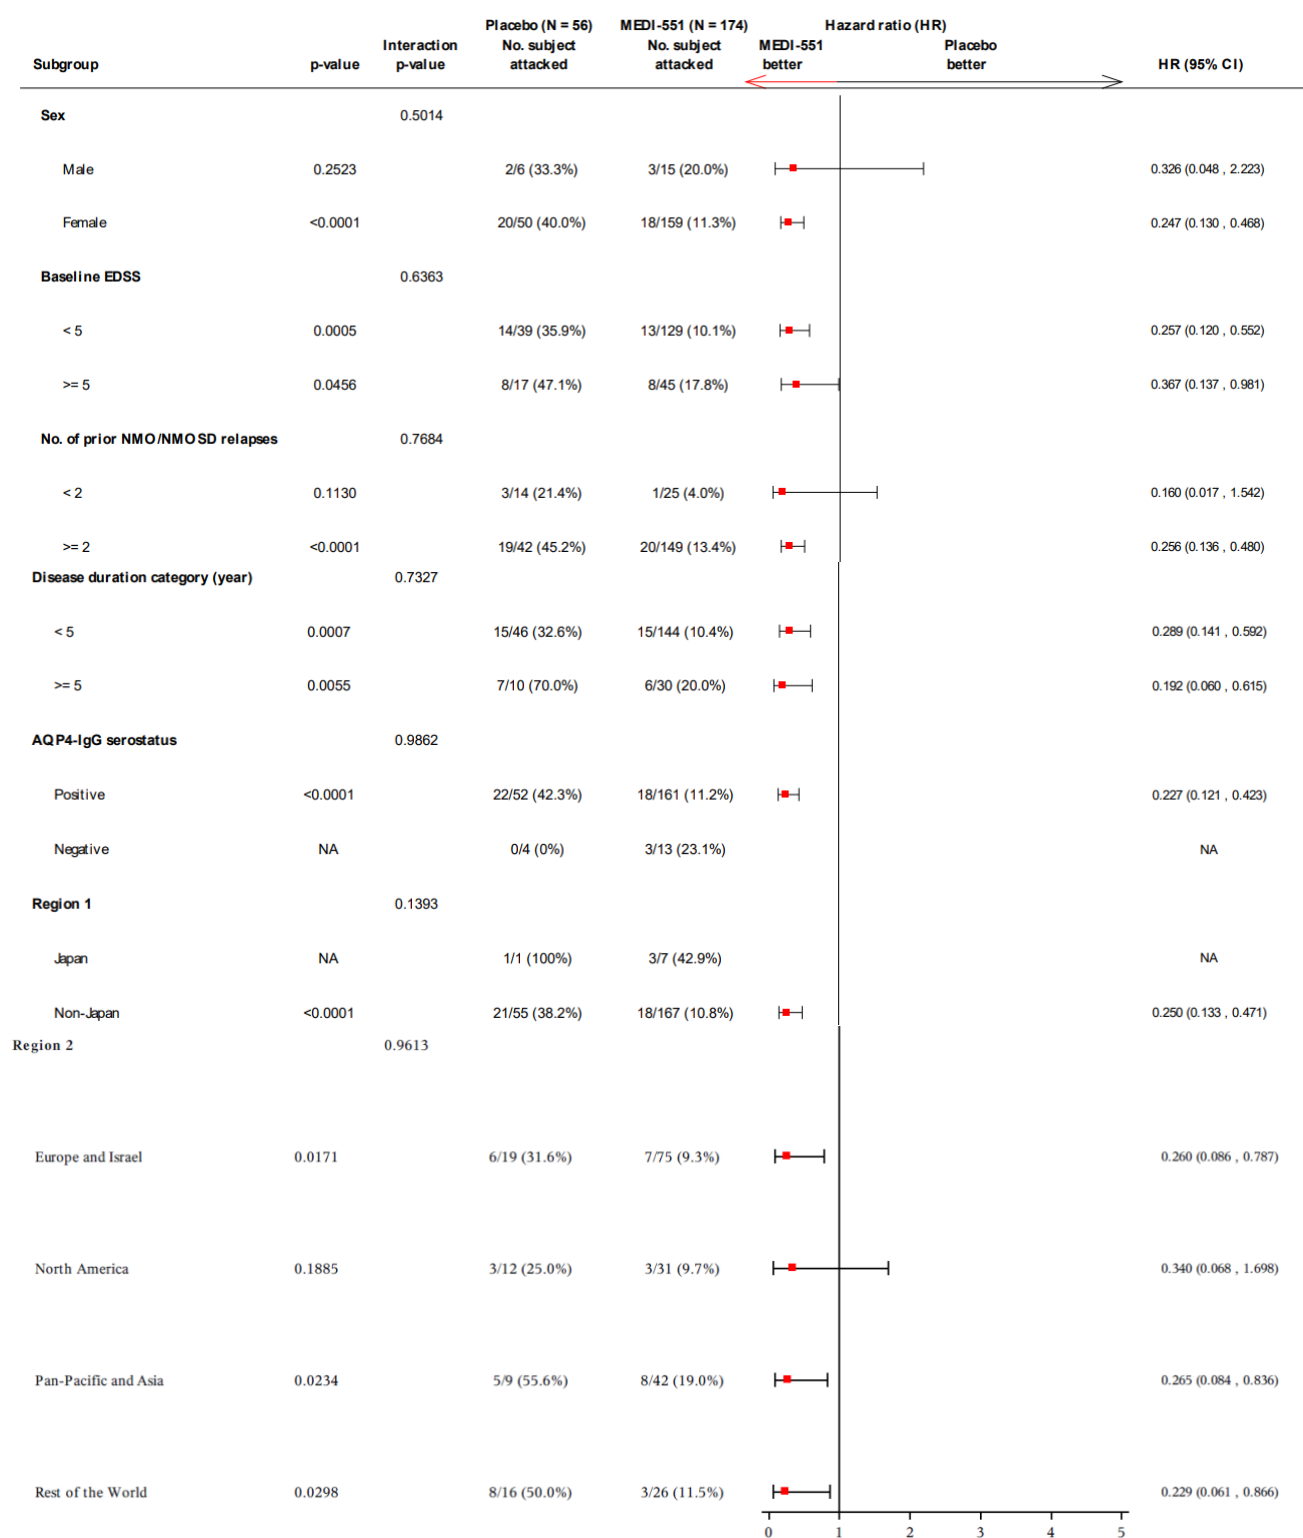 Placebo (N = 56) MEDI-551 (N = 174) Hazard ratio (HR)
Interaction No. subject No. subject MEDI-551 Placebo
Subgroup p-value p-value attacked attacked better better HR (95% CI)
Sex 0.5014
Male 0.2523 2/6 (33.3%) 3/15 (20.0%) 0.326 (0.048 , 2.223)
Female <0.0001 20/50 (40.0%) 18/159 (11.3%) 0.247 (0.130 , 0.468)
Baseline EDSS 0.6363
< 5 0.0005 14/39 (35.9%) 13/129 (10.1%) 0.257 (0.120 , 0.552)
>= 5 0.0456 8/17 (47.1%) 8/45 (17.8%) 0.367 (0.137 , 0.981)
No. of prior NMO/NMOSD relapses 0.7684
< 2 0.1130 3/14 (21.4%) 1/25 (4.0%) 0.160 (0.017 , 1.542)
>= 2 <0.0001 19/42 (45.2%) 20/149 (13.4%) 0.256 (0.136 , 0.480)
Disease duration category (year) 0.7327
< 5 0.0007 15/46 (32.6%) 15/144 (10.4%) 0.289 (0.141 , 0.592)
>= 5 0.0055 7/10 (70.0%) 6/30 (20.0%) 0.192 (0.060 , 0.615)
AQP4-IgG serostatus 0.9862
Positive <0.0001 22/52 (42.3%) 18/161 (11.2%) 0.227 (0.121 , 0.423)
Negative NA 0/4 (0%) 3/13 (23.1%) NA
Region 1 0.1393
Japan NA 1/1 (100%) 3/7 (42.9%) NA
Non-Japan <0.0001 21/55 (38.2%) 18/167 (10.8%) 0.250 (0.133 , 0.471)
Region 2 0.9613
Europe and Israel 0.0171 6/19 (31.6%) 7/75 (9.3%) 0.260 (0.086 , 0.787)
North America 0.1885 3/12 (25.0%) 3/31 (9.7%) 0.340 (0.068 , 1.698)
Pan-Pacific and Asia 0.0234 5/9 (55.6%) 8/42 (19.0%) 0.265 (0.084 , 0.836)
Rest of the World 0.0298 8/16 (50.0%) 3/26 (11.5%) 0.229 (0.061 , 0.866)
0 1 2 3 4 5